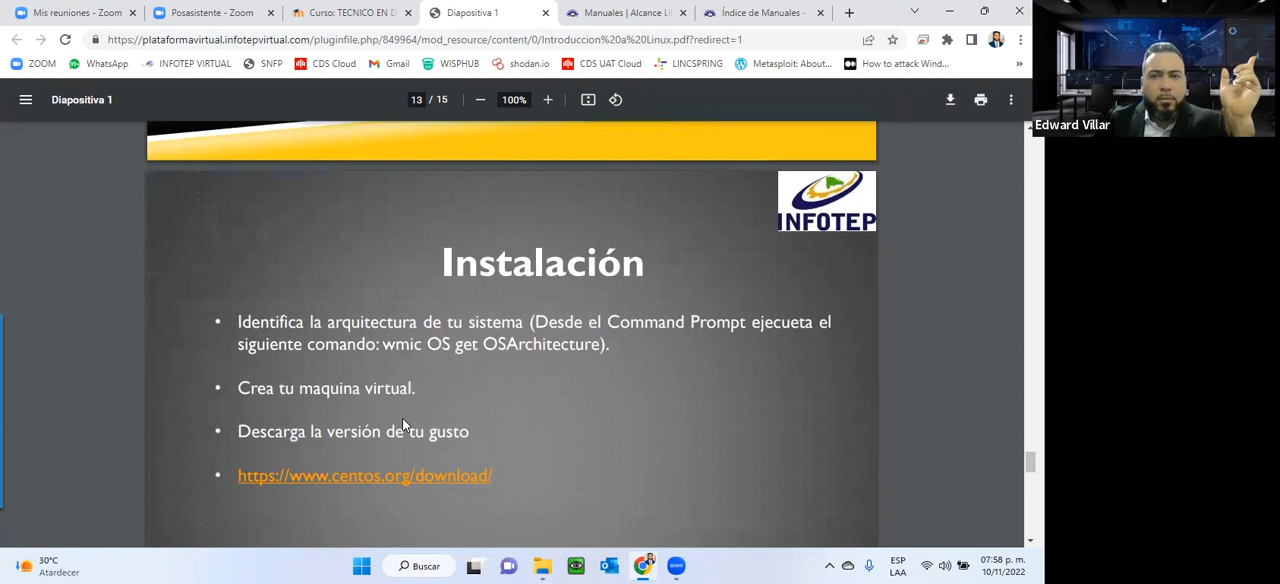 Mis reuniones - Zoom
Posasistente - Zoom
Curso: TECNICO EN D
Diapositiva 1
Manuales | Alcance Li
Índice de Manuales -
https://plataformavirtual.infotepvirtual.com/pluginfile.php/849964/mod_resource/content/0/Introduccion%20a%20Linux.pdf?redirect=1
ZOOM
WhatsApp
INFOTEP VIRTUAL
SNFP
CDS Cloud
Gmail
WISPHUB
shodan.io
CDS UAT Cloud
LINCSPRING
Metasploit: About...
How to attack Wind...
»
Diapositiva 1
13 / 15
100%
Edward Villar
INFOTEP
Instalación
• Identifica la arquitectura de tu sistema (Desde el Command Prompt ejecueta el
siguiente comando: wmic OS get OSArchitecture).
• Crea tu maquina virtual.
• Descarga la versión de tu gusto
• https://www.centos.org/download/
30°C
Atardecer
Buscar
zoom
ESP
LAA
07:58 p. m.
10/11/2022